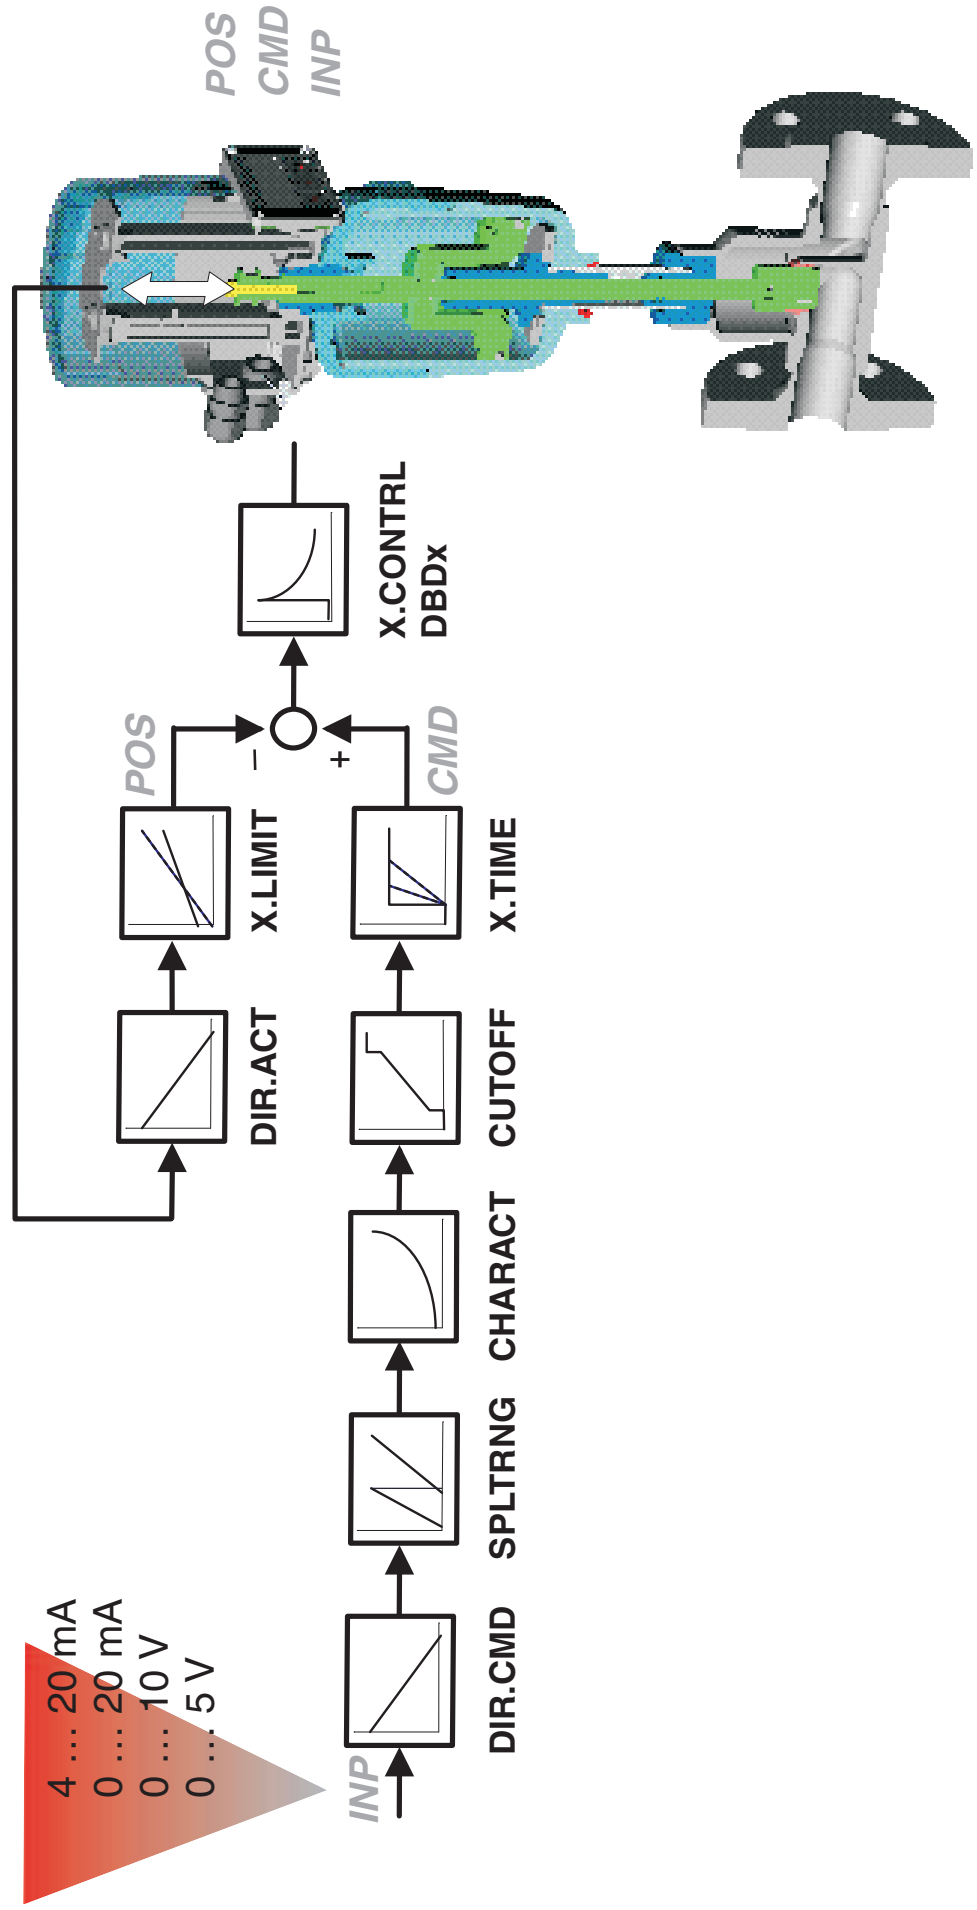 4 ... 20 mA
0 ... 20 mA
0 ... 10 V
0 ... 5 V
INP
DIR.CMD
SPLTRNG
CHARACT
CUTOFF
X.TIME
CMD
DIR.ACT
X.LIMIT
POS
–
+
X.CONTRL
DBDx
POS
CMD
INP